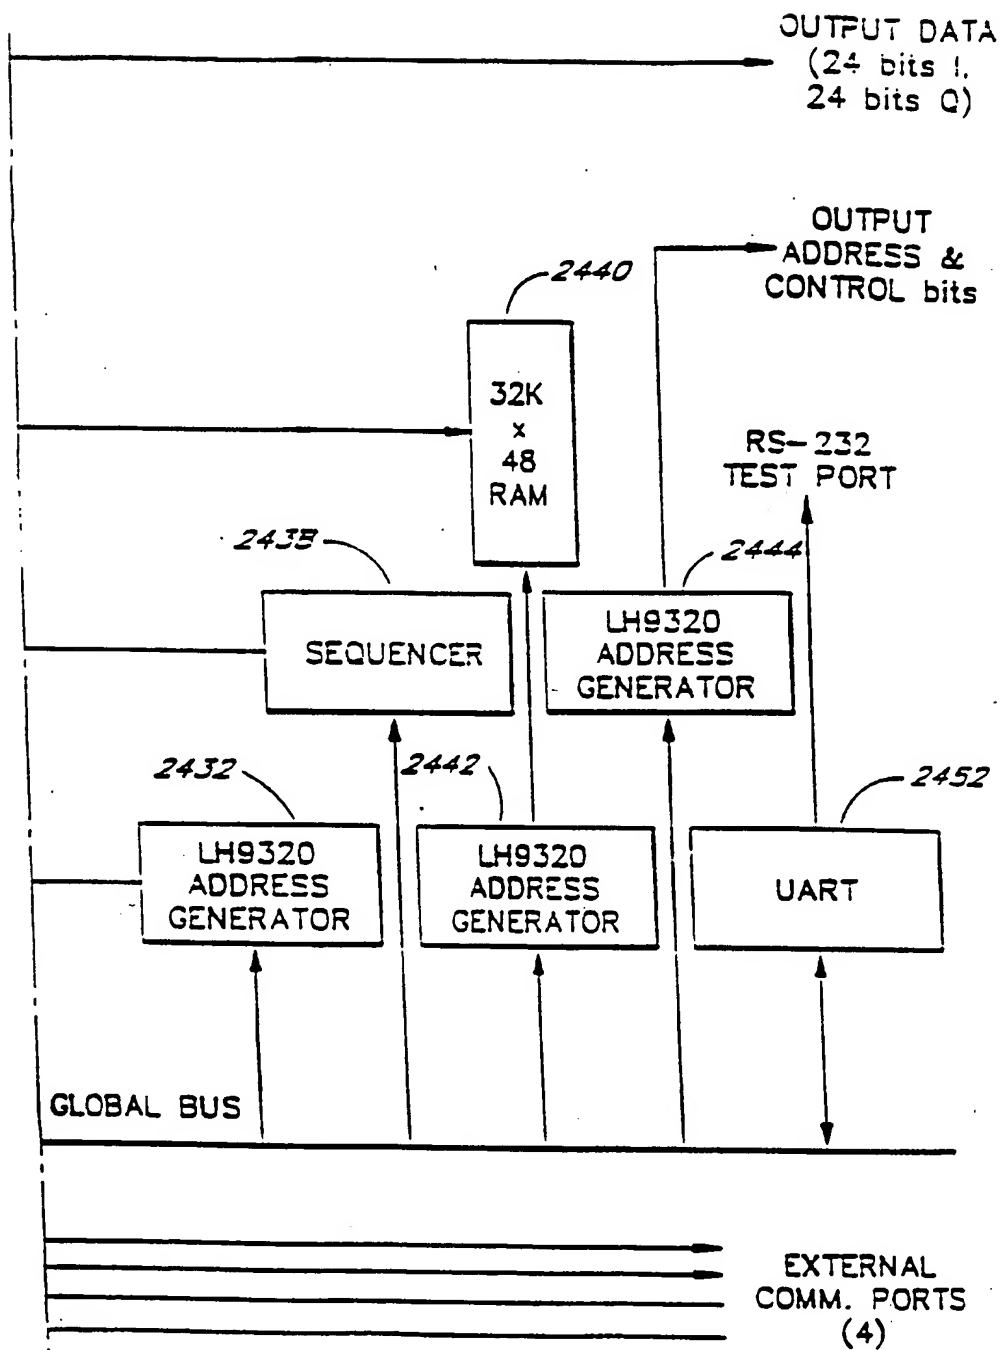 OUTPUT DATA
(24 bits I,
24 bits Q)
OUTPUT
ADDRESS &
CONTROL bits
2440
32K
x
48
RAM
RS-232
TEST PORT
2438
2444
SEQUENCER
LH9320
ADDRESS
GENERATOR
2432
2442
2452
LH9320
ADDRESS
GENERATOR
LH9320
ADDRESS
GENERATOR
UART
GLOBAL BUS
EXTERNAL
COMM. PORTS
(4)